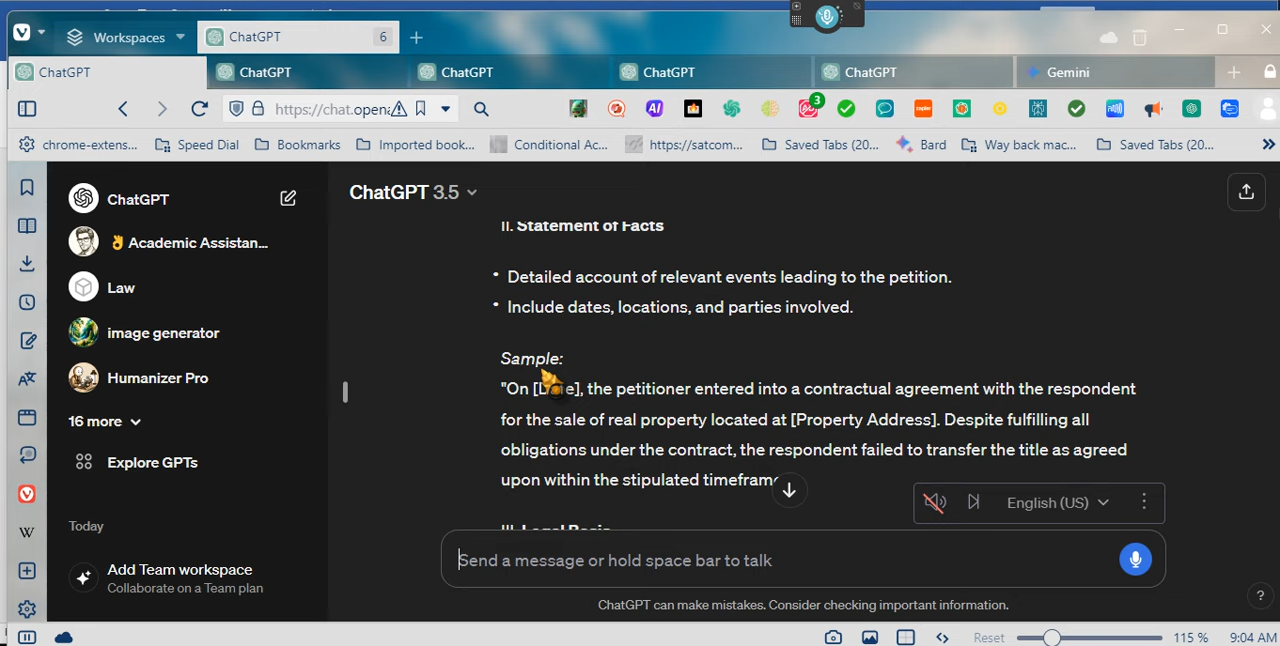 Workspaces
ChatGPT
6
ChatGPT
ChatGPT
ChatGPT
ChatGPT
ChatGPT
Gemini
https://chat.opena
AI
3
chrome-extens...
Speed Dial
Bookmarks
Imported book...
Conditional Ac...
https://satcom...
Saved Tabs (20...
Bard
Way back mac...
Saved Tabs (20...
ChatGPT
👌 Academic Assistan...
Law
image generator
Humanizer Pro
16 more
Explore GPTs
Today
Add Team workspace
Collaborate on a Team plan
ChatGPT 3.5
II. Statement of Facts
• Detailed account of relevant events leading to the petition.
• Include dates, locations, and parties involved.
Sample:
"On [ ], the petitioner entered into a contractual agreement with the respondent
for the sale of real property located at [Property Address]. Despite fulfilling all
obligations under the contract, the respondent failed to transfer the title as agreed
upon within the stipulated timeframe
III. Legal Basis
English (US)
Send a message or hold space bar to talk
ChatGPT can make mistakes. Consider checking important information.
?
W
Reset
115 %
9:04 AM